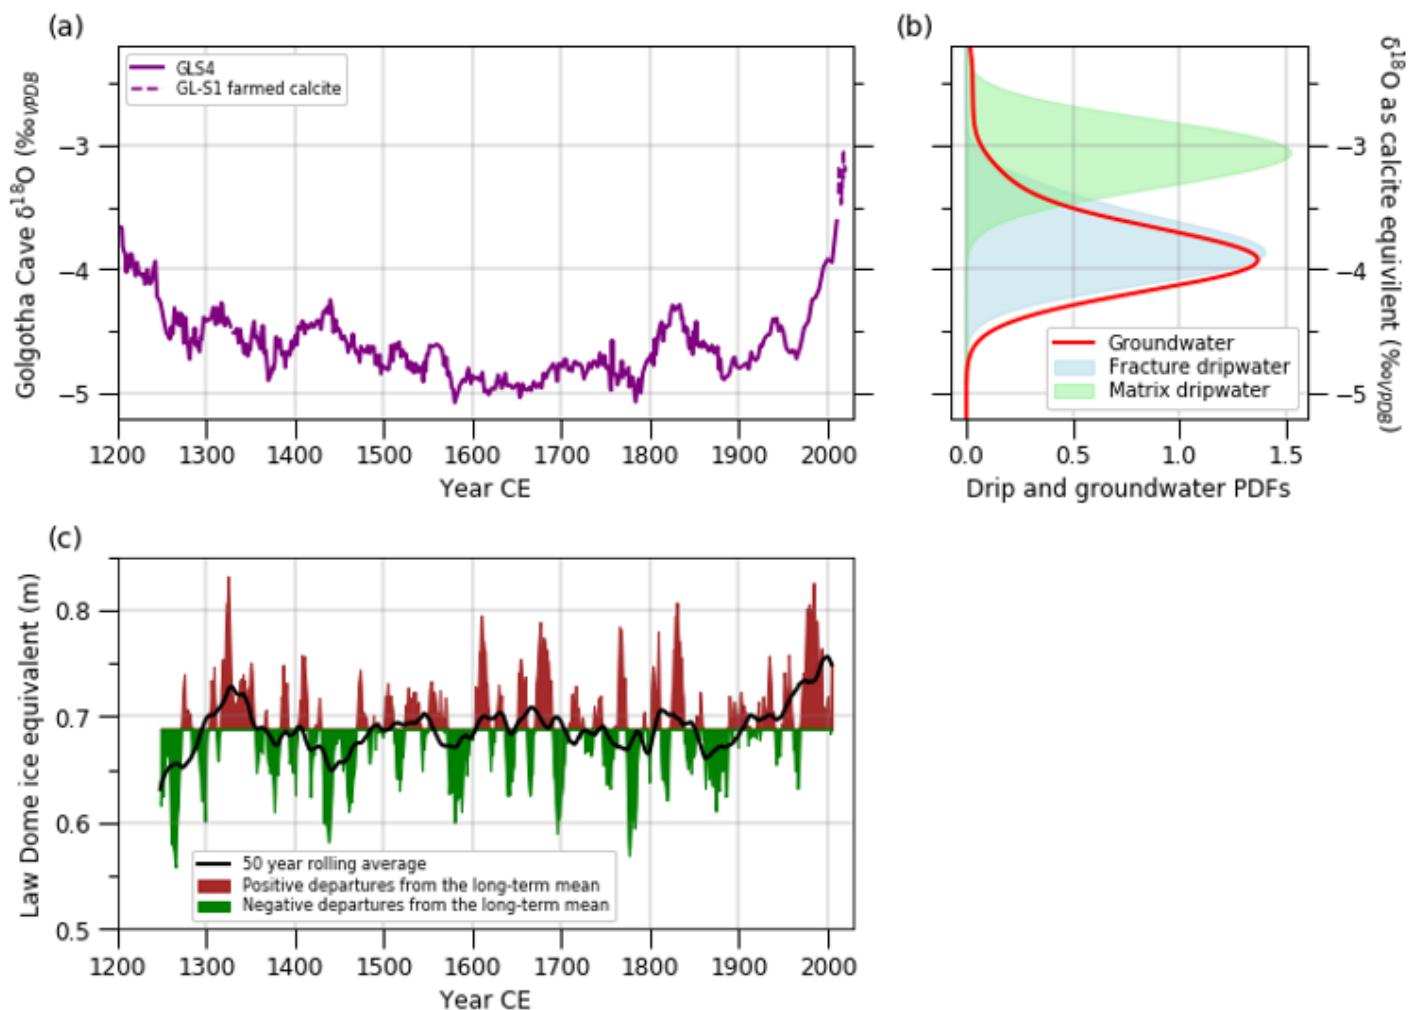 (a)
Golgotha Cave δ¹⁸O (‰VPDB)
−3
−4
−5
GLS4
GL-S1 farmed calcite
1200 1300 1400 1500 1600 1700 1800 1900 2000
Year CE
(b)
δ¹⁸O as calcite equivilent (‰VPDB)
−3
−4
−5
Groundwater
Fracture dripwater
Matrix dripwater
0.0 0.5 1.0 1.5
Drip and groundwater PDFs
(c)
Law Dome ice equivalent (m)
0.8
0.7
0.6
0.5
50 year rolling average
Positive departures from the long-term mean
Negative departures from the long-term mean
1200 1300 1400 1500 1600 1700 1800 1900 2000
Year CE